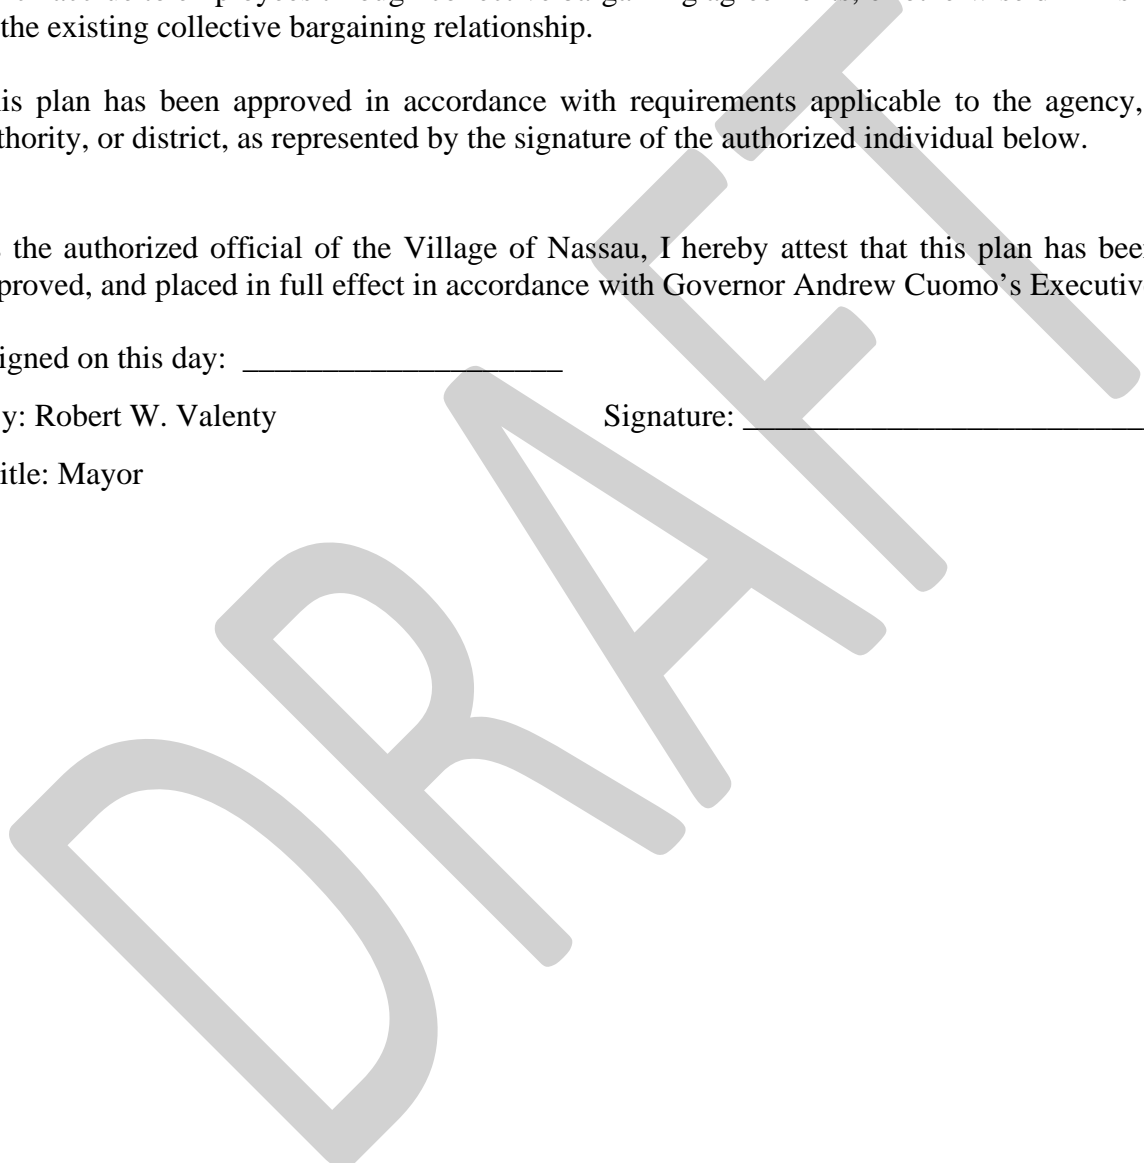 the existing collective bargaining relationship.
is plan has been approved in accordance with requirements applicable to the agency,
thority, or district, as represented by the signature of the authorized individual below.
the authorized official of the Village of Nassau, I hereby attest that this plan has been
proved, and placed in full effect in accordance with Governor Andrew Cuomo’s Executiv
igned on this day: ____________________
y: Robert W. Valenty Signature: _________________________
itle: Mayor
DRAFT